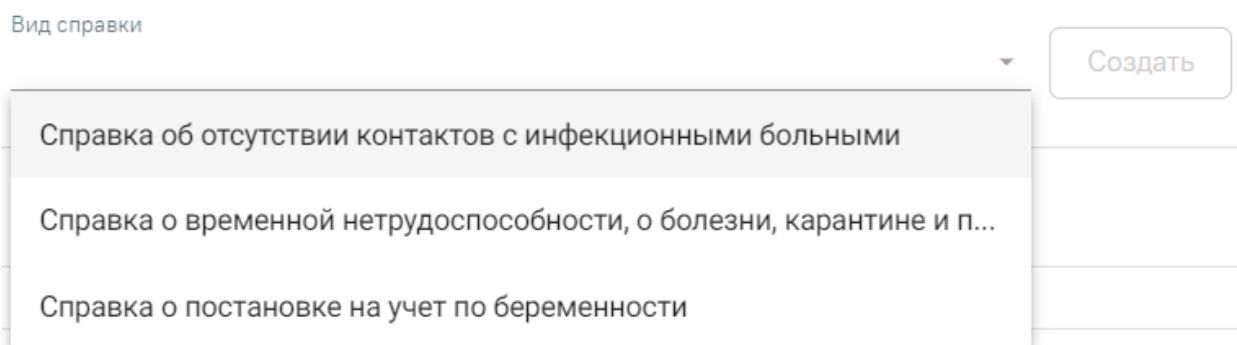 Вид справки
Создать
Справка об отсутствии контактов с инфекционными больными
Справка о временной нетрудоспособности, о болезни, карантине и п...
Справка о постановке на учет по беременности